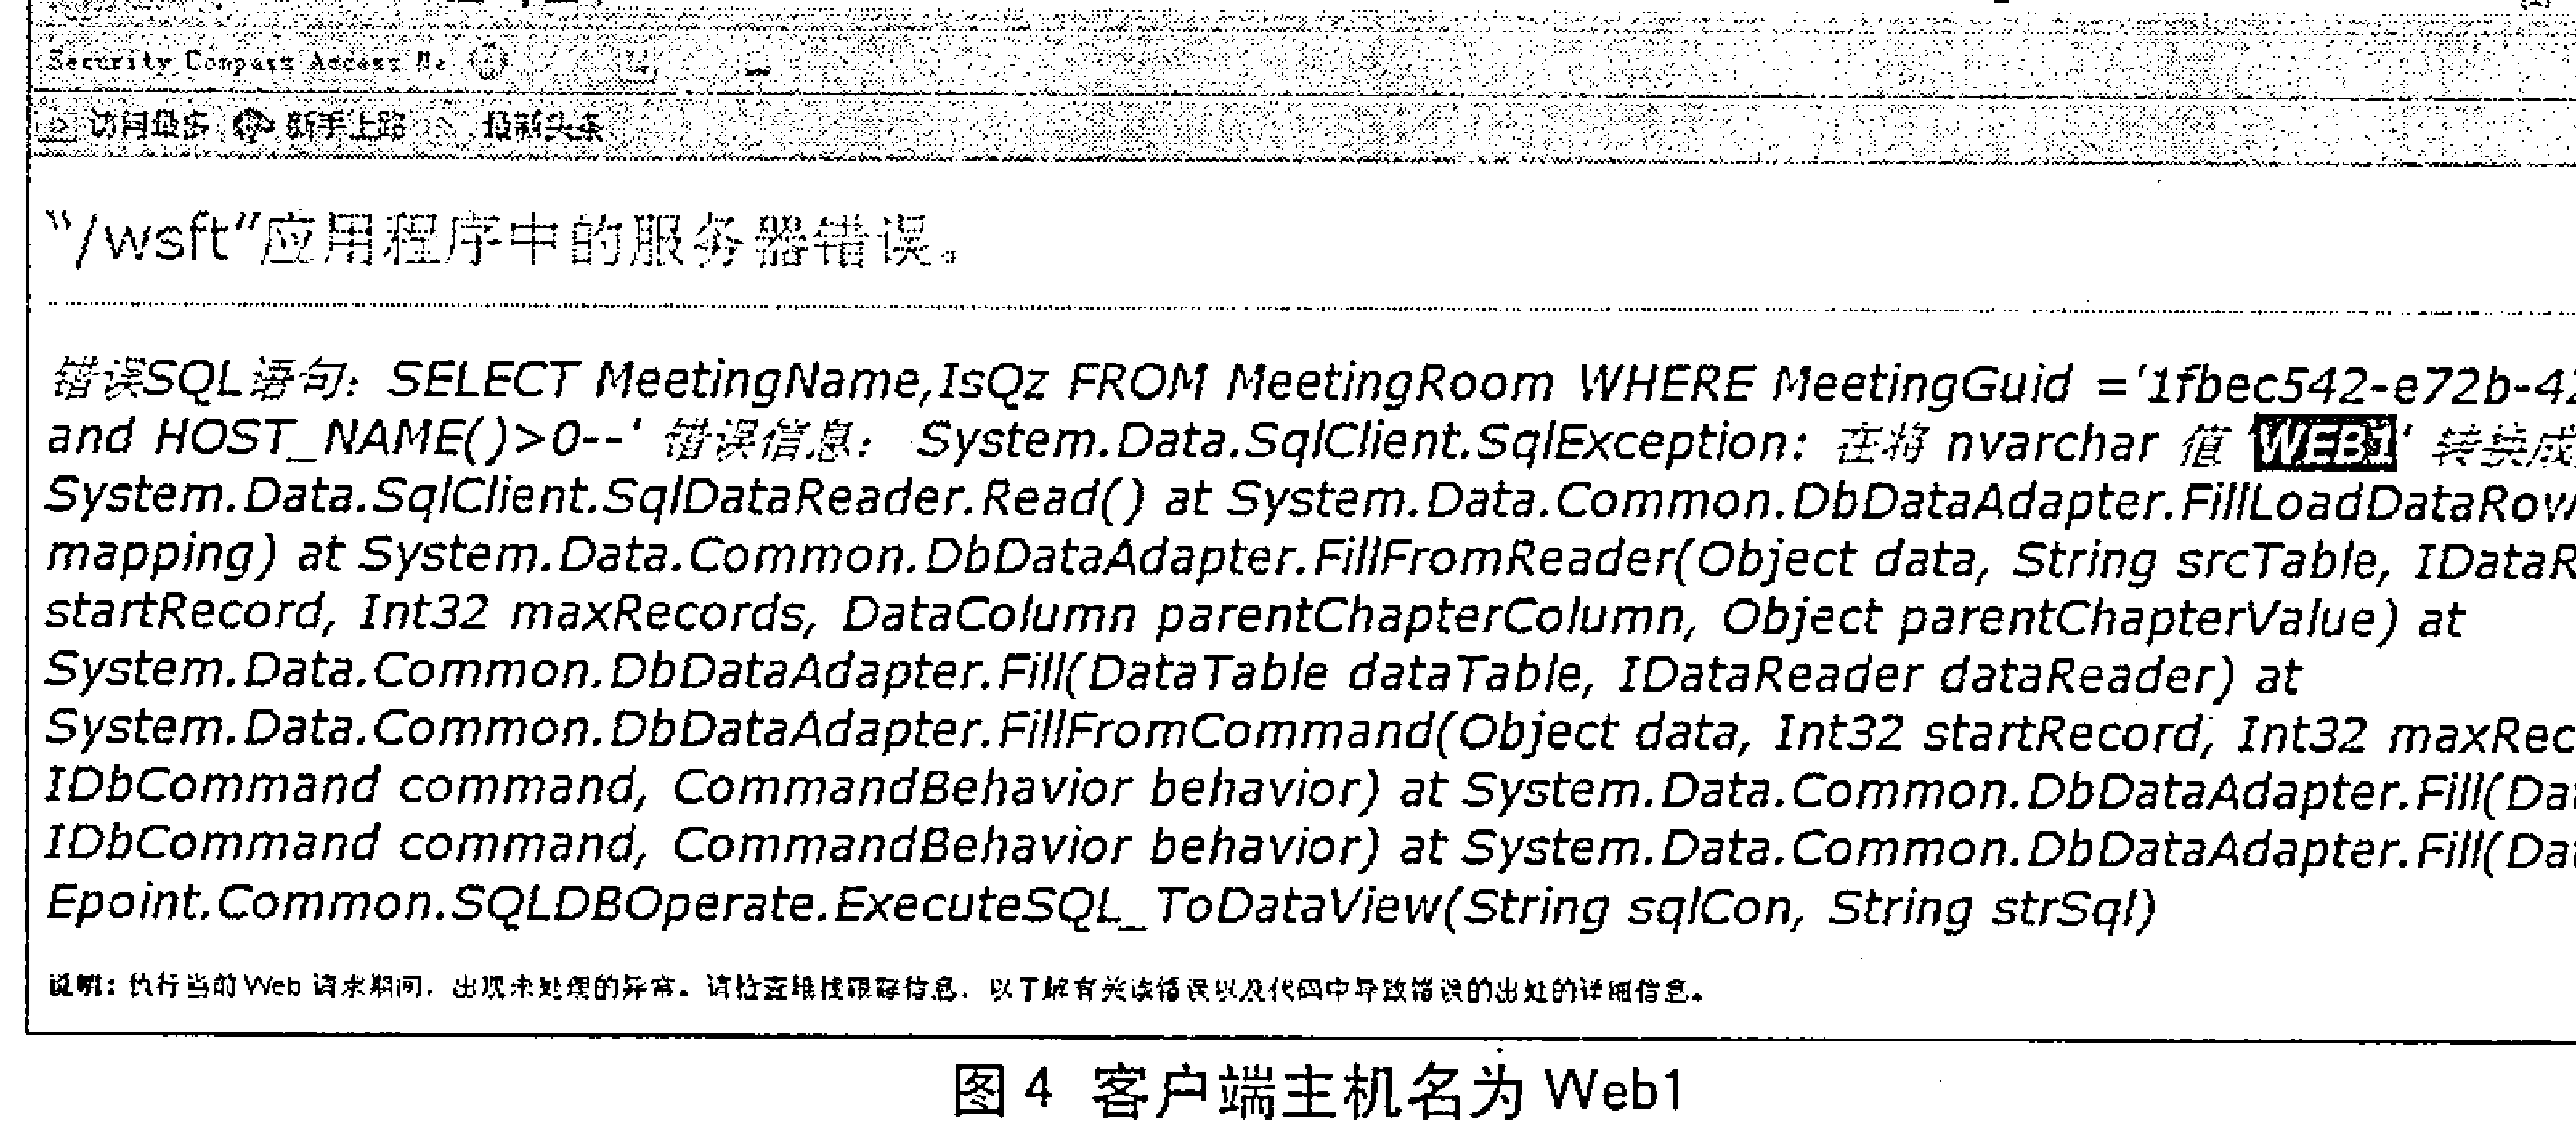 Security Compass Access Me
访问最多 新手上路 最新头条
“/wsft”应用程序中的服务器错误。
错误SQL语句: SELECT MeetingName,IsQz FROM MeetingRoom WHERE MeetingGuid ='1fbec542-e72b-42
and HOST_NAME()>0--' 错误信息: System.Data.SqlClient.SqlException: 在将 nvarchar 值 'WEB1' 转换成
System.Data.SqlClient.SqlDataReader.Read() at System.Data.Common.DbDataAdapter.FillLoadDataRow
mapping) at System.Data.Common.DbDataAdapter.FillFromReader(Object data, String srcTable, IDataR
startRecord, Int32 maxRecords, DataColumn parentChapterColumn, Object parentChapterValue) at
System.Data.Common.DbDataAdapter.Fill(DataTable dataTable, IDataReader dataReader) at
System.Data.Common.DbDataAdapter.FillFromCommand(Object data, Int32 startRecord, Int32 maxRec
IDbCommand command, CommandBehavior behavior) at System.Data.Common.DbDataAdapter.Fill(Dat
IDbCommand command, CommandBehavior behavior) at System.Data.Common.DbDataAdapter.Fill(Dat
Epoint.Common.SQLDBOperate.ExecuteSQL_ToDataView(String sqlCon, String strSql)
说明: 执行当前 Web 请求期间，出现未处理的异常。请检查堆栈跟踪信息，以了解有关该错误以及代码中导致错误的出处的详细信息。
图 4 客户端主机名为 Web1